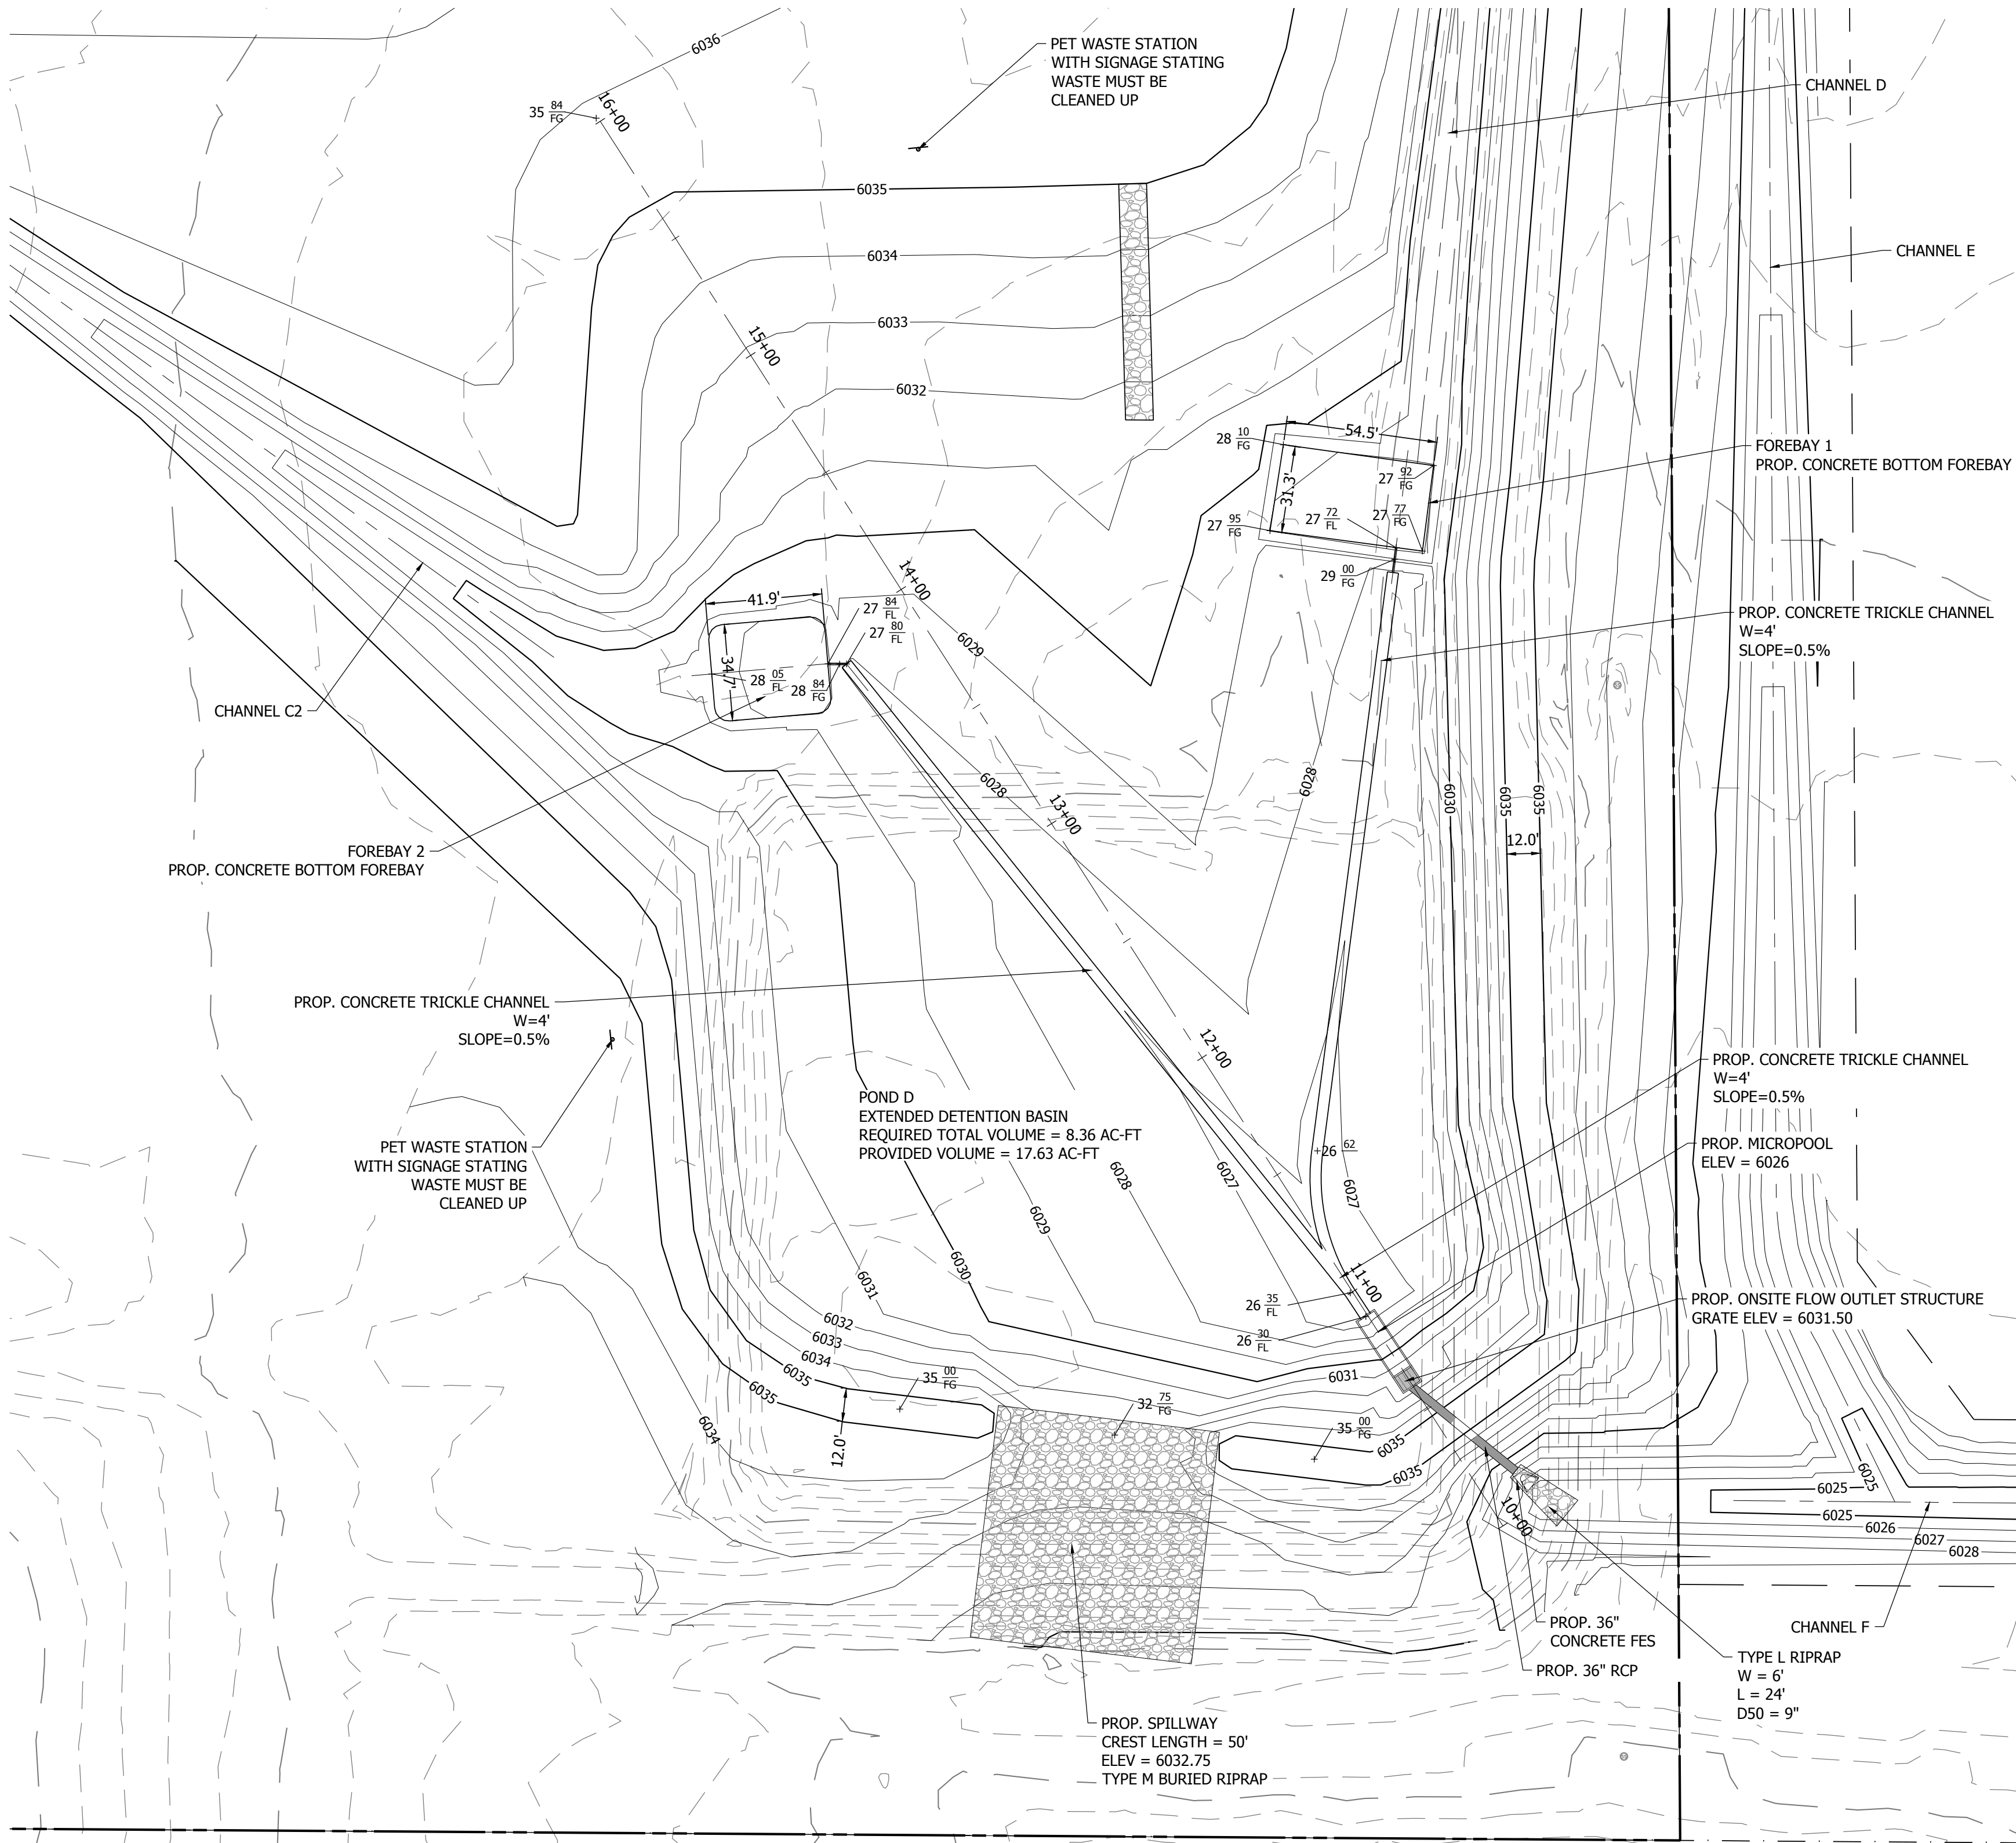 6036
PET WASTE STATION
WITH SIGNAGE STATING
WASTE MUST BE
CLEANED UP
CHANNEL D
35 84 FG
16+00
6035
CHANNEL E
6034
6033
15+00
6032
28 10 FG
54.5'
FOREBAY 1
PROP. CONCRETE BOTTOM FOREBAY
27 92 FG
31.3'
27 95 FG
27 72 FL
27 77 FG
29 00 FG
14+00
41.9'
27 84 FL
27 80 FL
6029
PROP. CONCRETE TRICKLE CHANNEL
W=4'
SLOPE=0.5%
34.7'
28 05 FL
28 84 FG
CHANNEL C2
6028
6028
6030
6035
6035
13+00
12.0'
FOREBAY 2
PROP. CONCRETE BOTTOM FOREBAY
PROP. CONCRETE TRICKLE CHANNEL
W=4'
SLOPE=0.5%
12+00
PROP. CONCRETE TRICKLE CHANNEL
W=4'
SLOPE=0.5%
POND D
EXTENDED DETENTION BASIN
REQUIRED TOTAL VOLUME = 8.36 AC-FT
PROVIDED VOLUME = 17.63 AC-FT
PET WASTE STATION
WITH SIGNAGE STATING
WASTE MUST BE
CLEANED UP
+26 62
PROP. MICROPOOL
ELEV = 6026
6028
6027
6027
6029
6030
6031
11+00
26 35 FL
26 30 FL
PROP. ONSITE FLOW OUTLET STRUCTURE
GRATE ELEV = 6031.50
6032
6033
6034
6035
6035
6031
35 00 FG
32 75 FG
35 00 FG
6034
12.0'
6035
6035
10+00
6025
6025
6025
6026
6027
6028
PROP. 36"
CONCRETE FES
PROP. 36" RCP
CHANNEL F
TYPE L RIPRAP
W = 6'
L = 24'
D50 = 9"
PROP. SPILLWAY
CREST LENGTH = 50'
ELEV = 6032.75
TYPE M BURIED RIPRAP